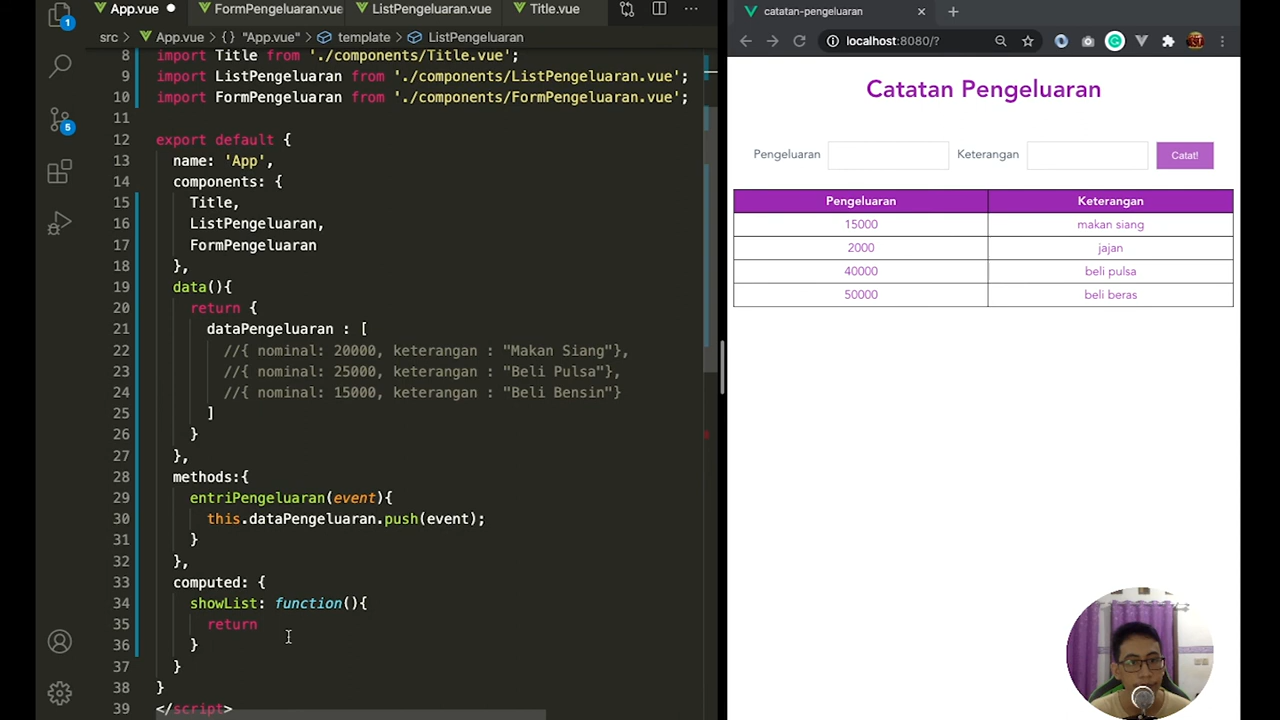 App.vue
FormPengeluaran.vue
ListPengeluaran.vue
Title.vue
src > App.vue > {} "App.vue" > template > ListPengeluaran
8 import Title from './components/Title.vue';
9 import ListPengeluaran from './components/ListPengeluaran.vue';
10 import FormPengeluaran from './components/FormPengeluaran.vue';
11
12 export default {
13 name: 'App',
14 components: {
15 Title,
16 ListPengeluaran,
17 FormPengeluaran
18 },
19 data(){
20 return {
21 dataPengeluaran : [
22 //{ nominal: 20000, keterangan : "Makan Siang"},
23 //{ nominal: 25000, keterangan : "Beli Pulsa"},
24 //{ nominal: 15000, keterangan : "Beli Bensin"}
25 ]
26 }
27 },
28 methods:{
29 entriPengeluaran(event){
30 this.dataPengeluaran.push(event);
31 }
32 },
33 computed: {
34 showList: function(){
35 return
36 }
37 }
38 }
39 </script>
1
5
catatan-pengeluaran
localhost:8080/?
Catatan Pengeluaran
Pengeluaran
Keterangan
Catat!
Pengeluaran Keterangan
15000 makan siang
2000 jajan
40000 beli pulsa
50000 beli beras